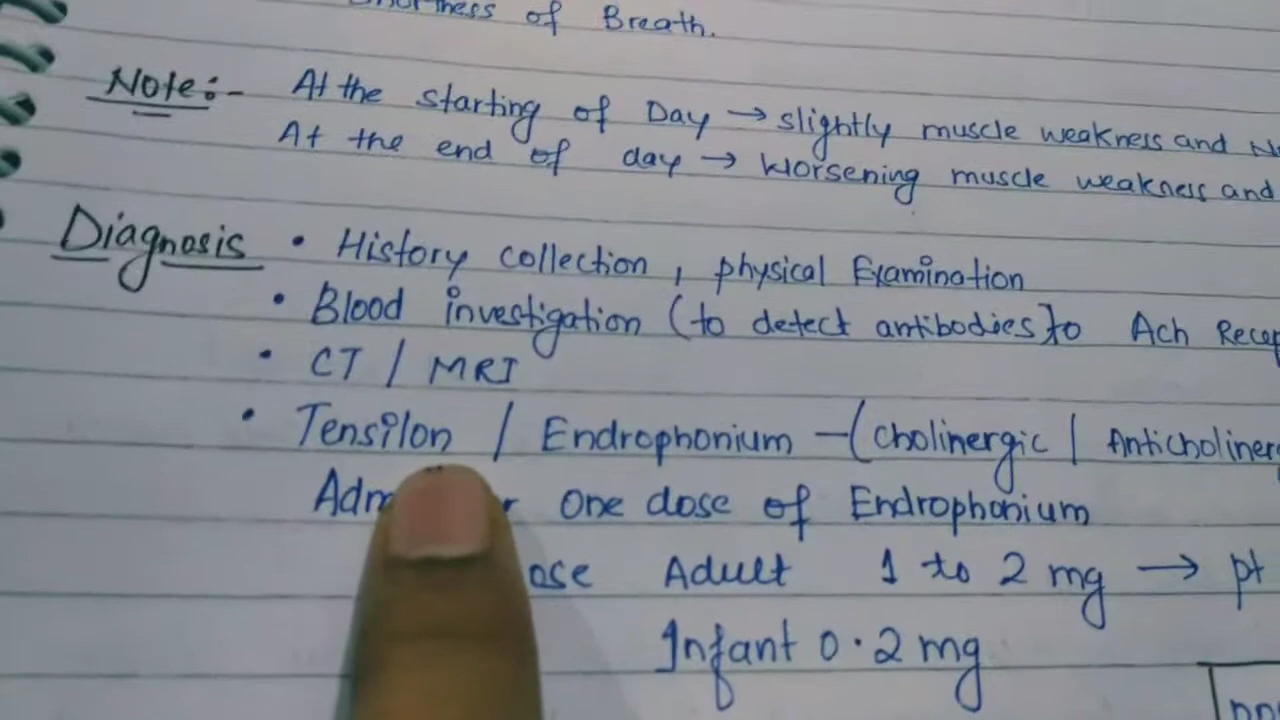 of Breath.
Note:- At the starting of Day → slightly muscle weakness and
At the end of day → Worsening muscle weakness and
Diagnosis • History collection, physical Examination
• Blood investigation (to detect antibodies) to Ach
• CT / MRI
• Tensilon / Endrophonium -(cholinergic |
one dose of Endrophonium
Adult 1 to 2 mg → pt
Infant 0.2 mg